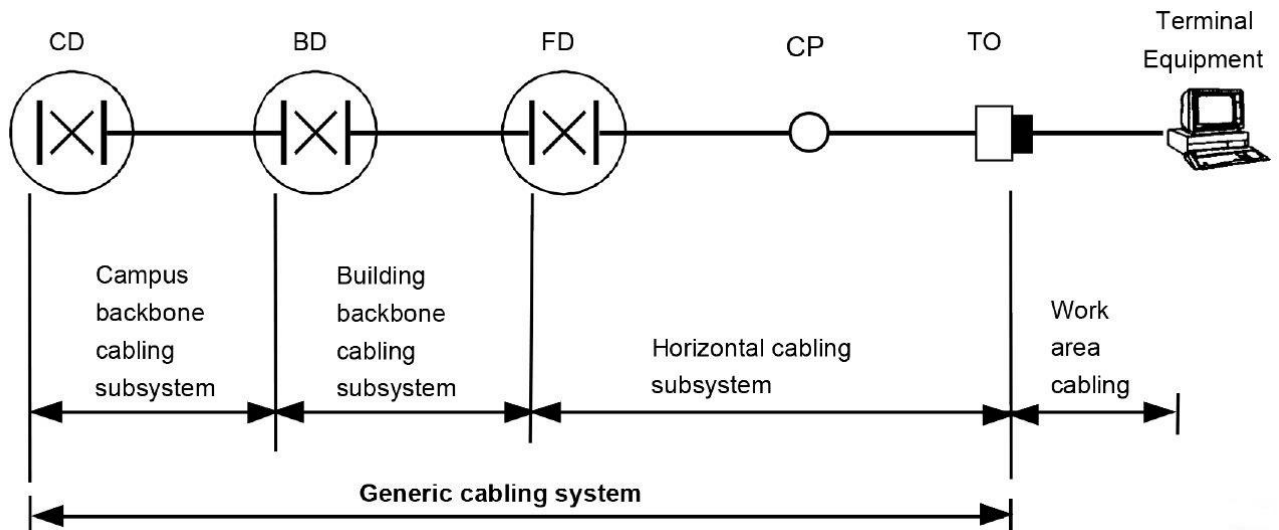 CD
BD
FD
CP
TO
Terminal
Equipment
Campus
backbone
cabling
subsystem
Building
backbone
cabling
subsystem
Horizontal cabling
subsystem
Work
area
cabling
Generic cabling system